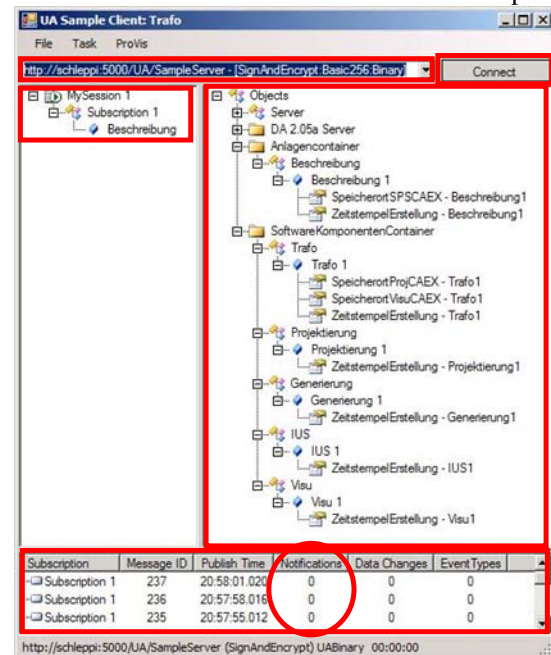 UA Sample Client: Trafo
File Task ProVis
http://schleppi:5000/UA/SampleServer - [SignAndEncrypt:Basic256:Binary]
Connect
MySession 1
Subscription 1
Beschreibung
Objects
Server
DA 2.05a Server
Anlagencontainer
Beschreibung
Beschreibung 1
SpeicherortSPSCAEX - Beschreibung1
ZeitstempelErstellung - Beschreibung1
SoftwareKomponentenContainer
Trafo
Trafo 1
SpeicherortProjCAEX - Trafo1
SpeicherortVisuCAEX - Trafo1
ZeitstempelErstellung - Trafo1
Projektierung
Projektierung 1
ZeitstempelErstellung - Projektierung1
Generierung
Generierung 1
ZeitstempelErstellung - Generierung1
IUS
IUS 1
ZeitstempelErstellung - IUS1
Visu
Visu 1
ZeitstempelErstellung - Visu1
Subscription Message ID Publish Time Notifications Data Changes EventTypes
Subscription 1 237 20:58:01.020 0 0 0
Subscription 1 236 20:57:58.016 0 0 0
Subscription 1 235 20:57:55.012 0 0 0
http://schleppi:5000/UA/SampleServer (SignAndEncrypt) UABinary 00:00:00